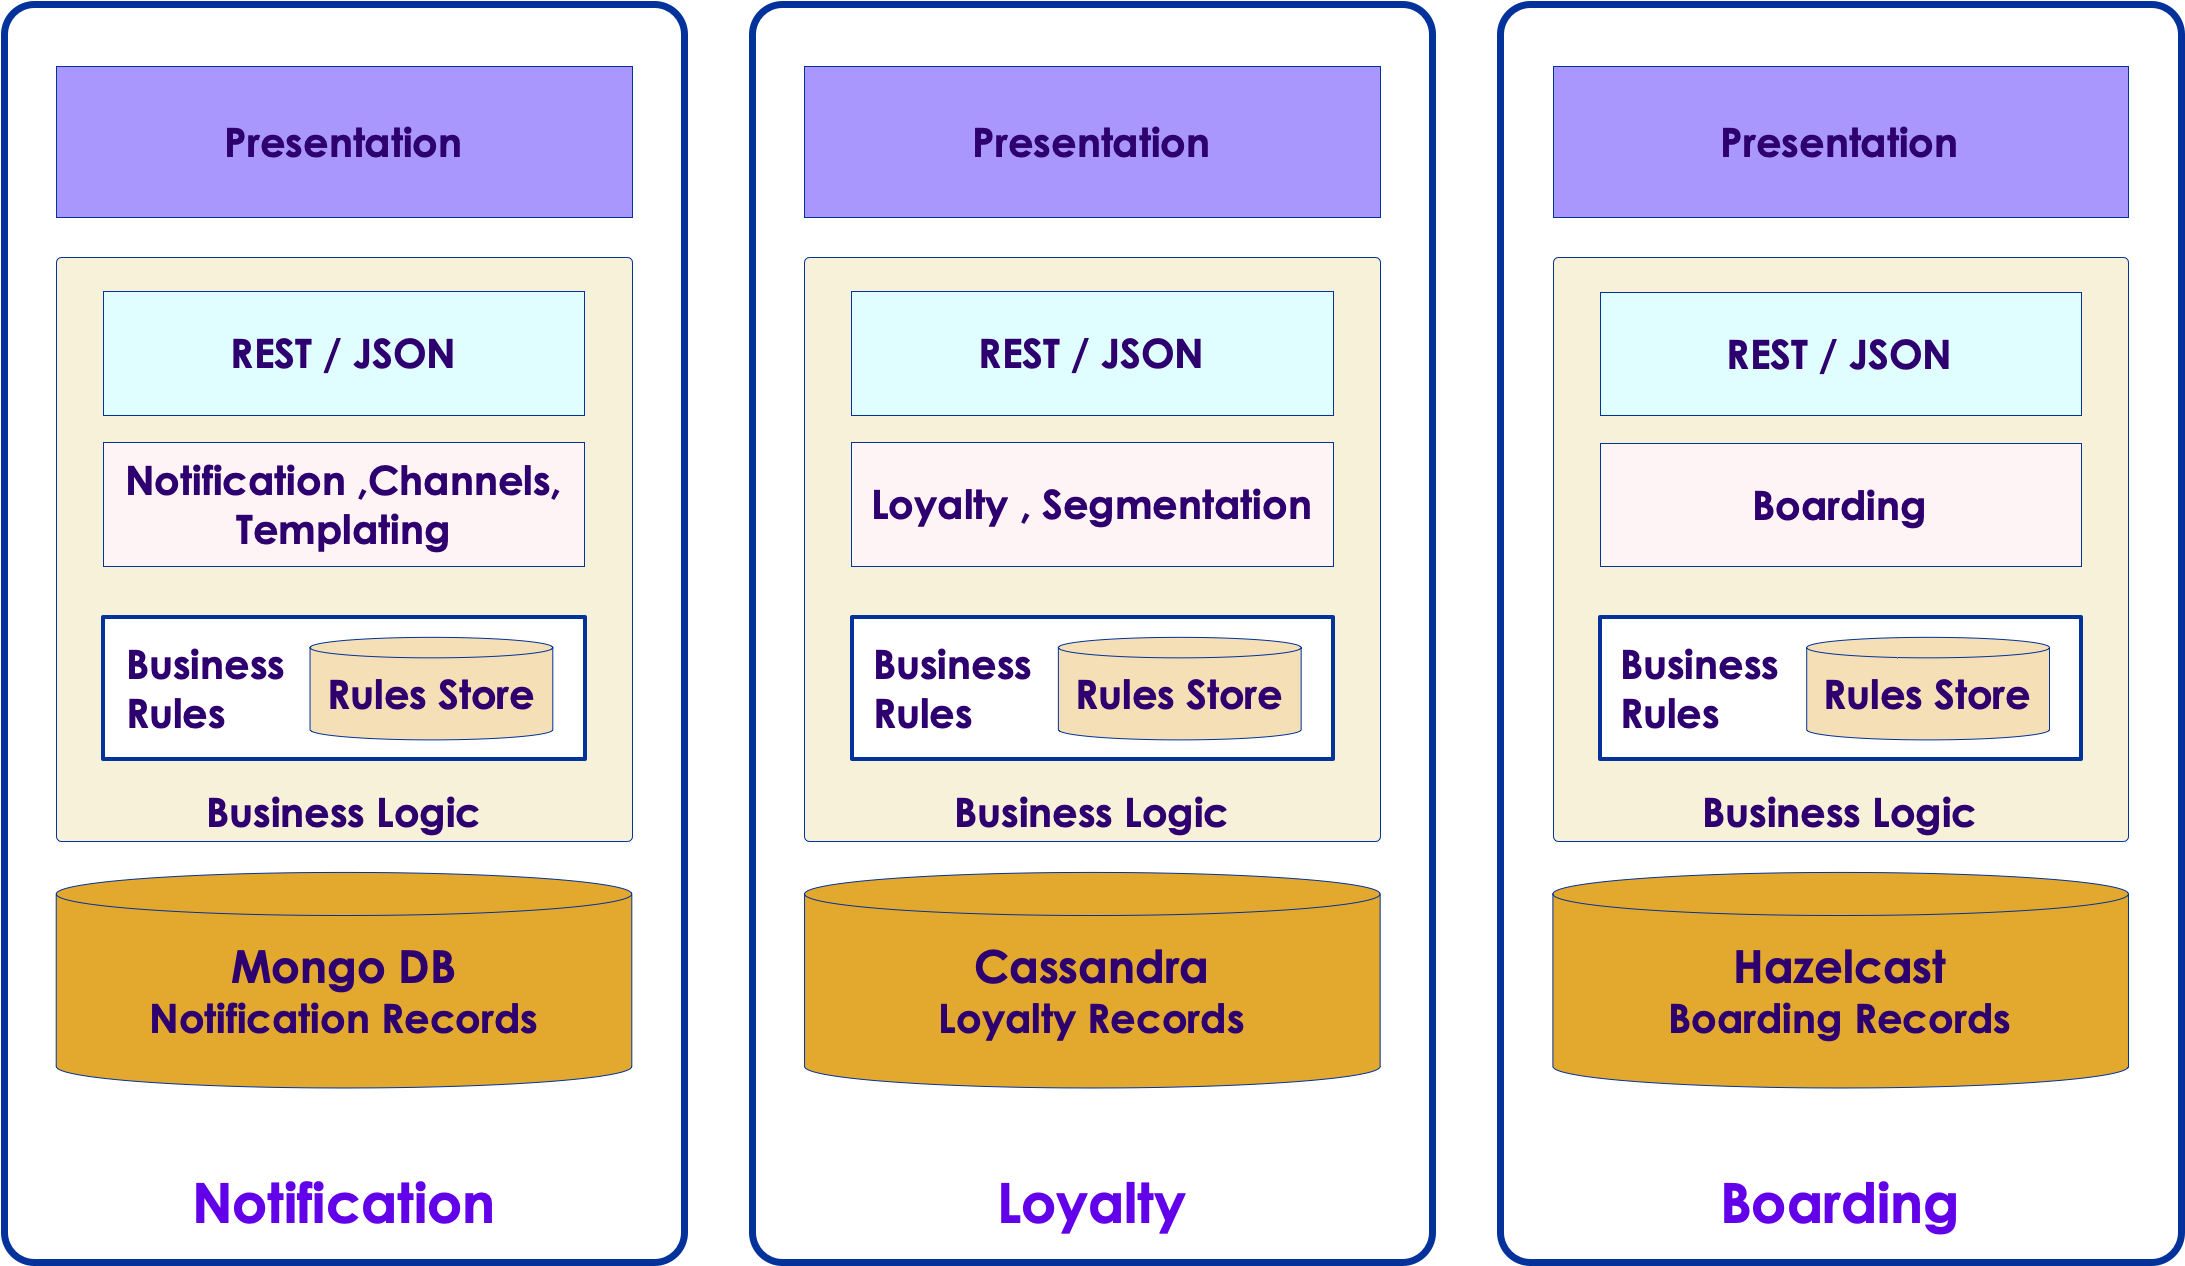 Presentation
REST / JSON
Notification ,Channels,
Templating
Business
Rules
Rules Store
Business Logic
Mongo DB
Notification Records
Notification
Presentation
REST / JSON
Loyalty , Segmentation
Business
Rules
Rules Store
Business Logic
Cassandra
Loyalty Records
Loyalty
Presentation
REST / JSON
Boarding
Business
Rules
Rules Store
Business Logic
Hazelcast
Boarding Records
Boarding